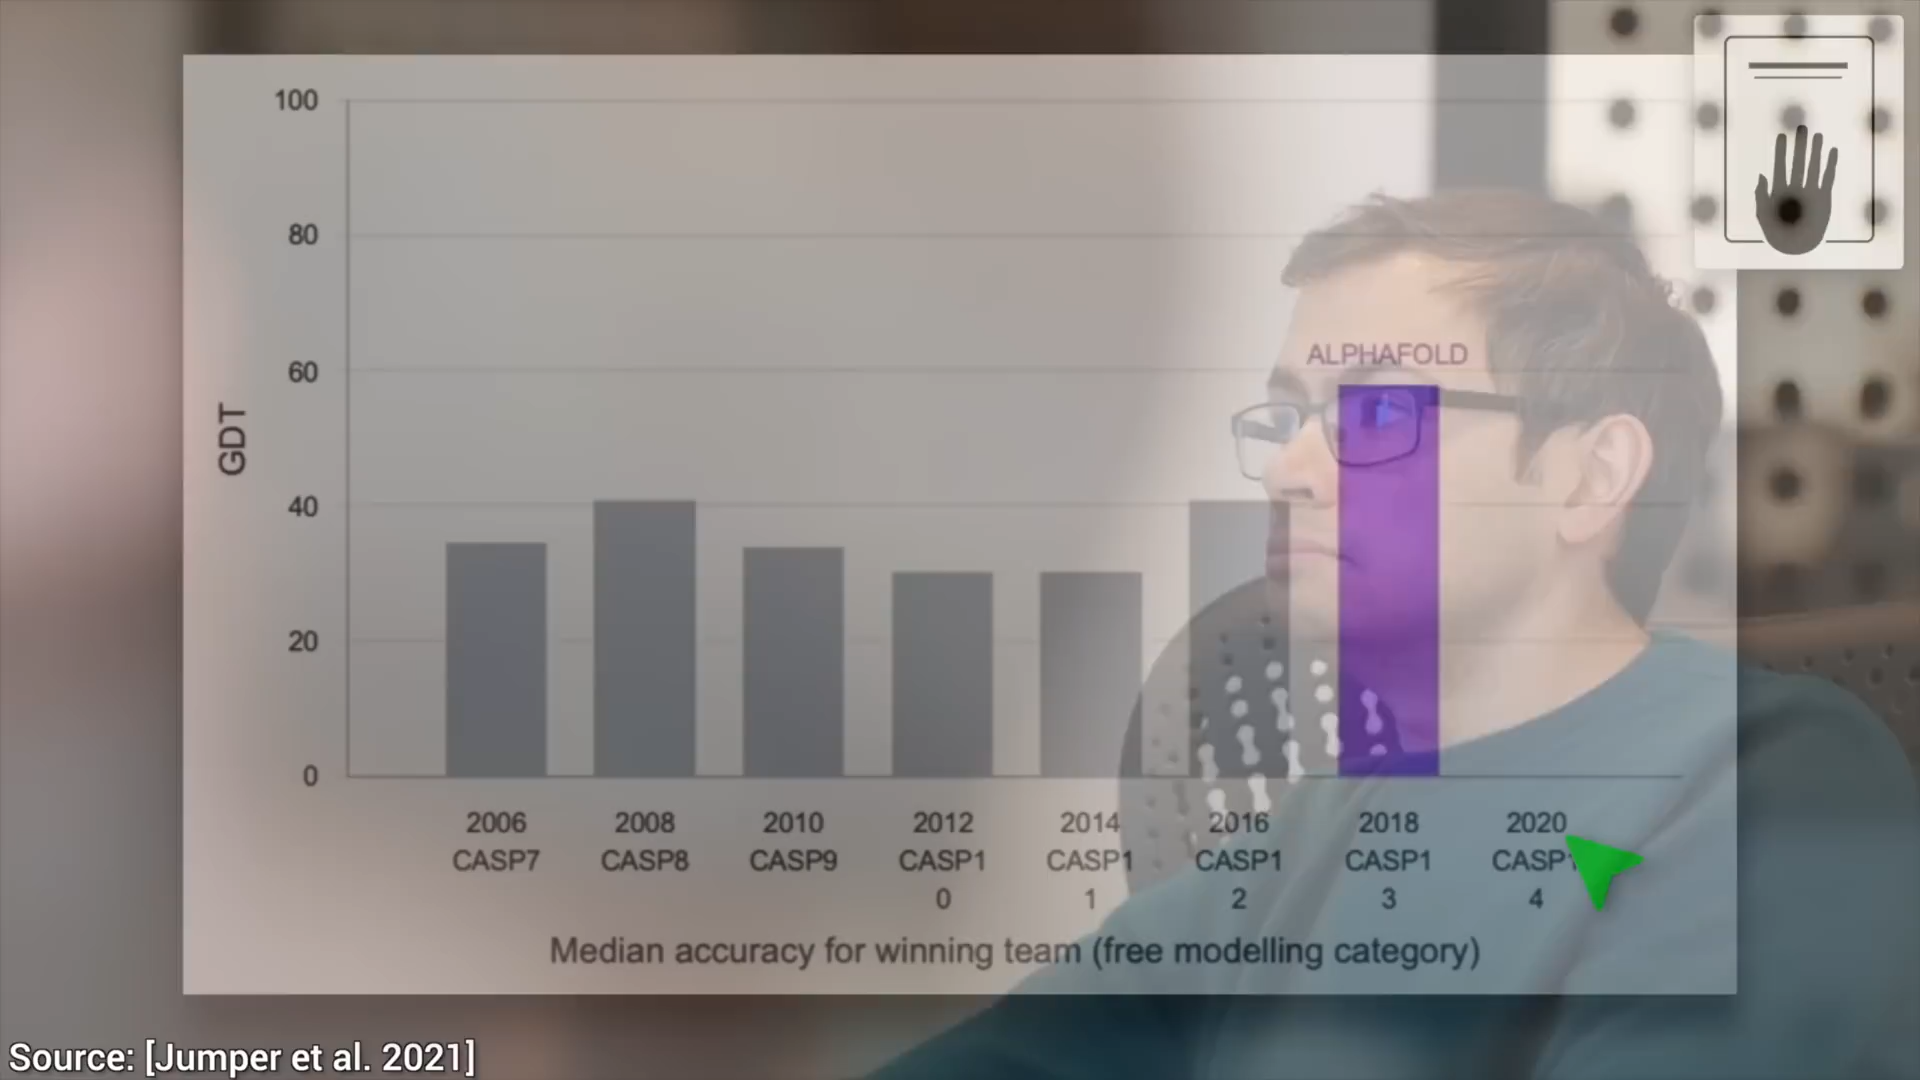 100
80
60
40
20
0
GDT
ALPHAFOLD
2006 2008 2010 2012 2014 2016 2018 2020
CASP7 CASP8 CASP9 CASP1 CASP1 CASP1 CASP1 CASP1
0 1 2 3 4
Median accuracy for winning team (free modelling category)
Source: [Jumper et al. 2021]